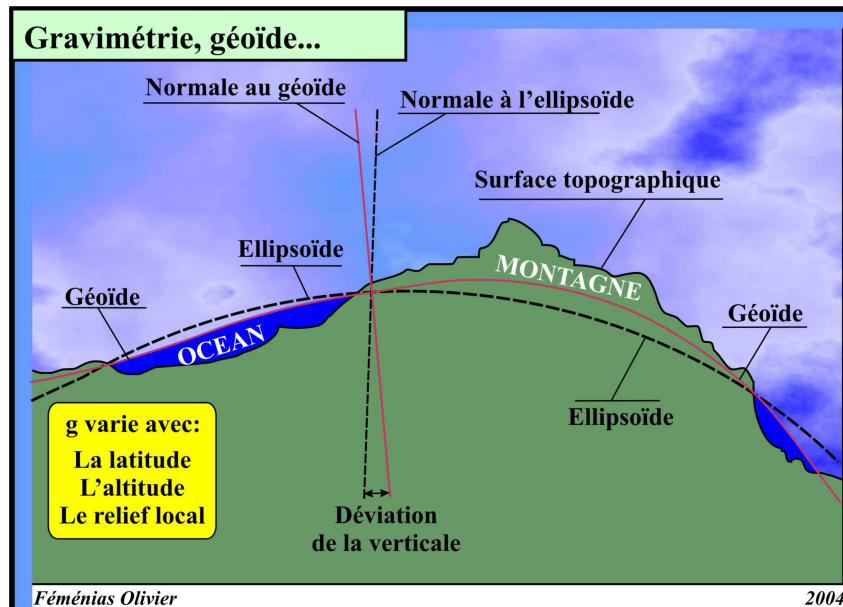 Gravimétrie, géoïde...
Normale au géoïde
Normale à l'ellipsoïde
Surface topographique
Ellipsoïde
MONTAGNE
Géoïde
OCEAN
Géoïde
Ellipsoïde
g varie avec:
La latitude
L'altitude
Le relief local
Déviation
de la verticale
Féménias Olivier
2004